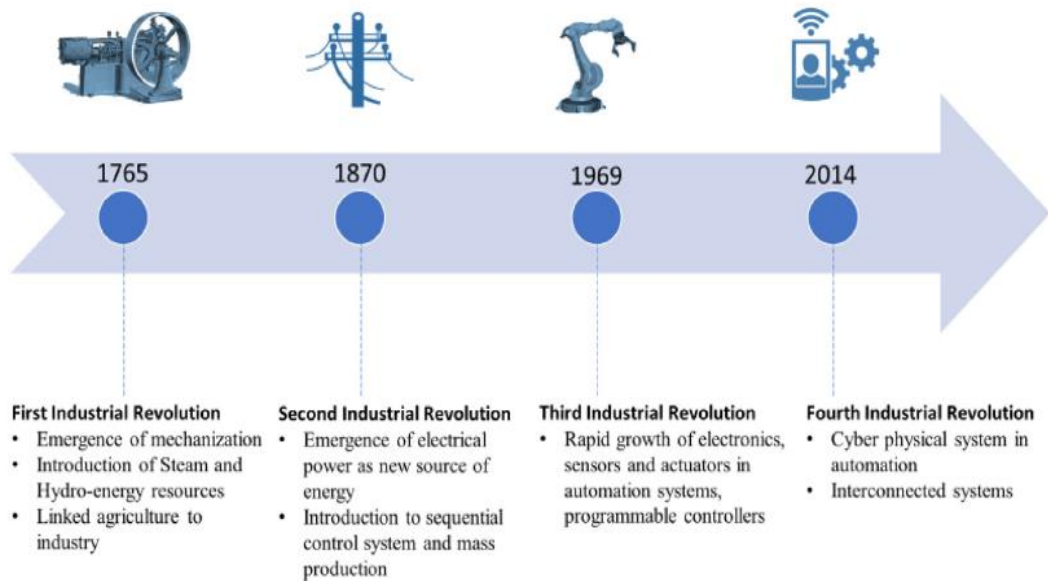 1765
1870
1969
2014
First Industrial Revolution
• Emergence of mechanization
• Introduction of Steam and
Hydro-energy resources
• Linked agriculture to
industry
Second Industrial Revolution
• Emergence of electrical
power as new source of
energy
• Introduction to sequential
control system and mass
production
Third Industrial Revolution
• Rapid growth of electronics,
sensors and actuators in
automation systems,
programmable controllers
Fourth Industrial Revolution
• Cyber physical system in
automation
• Interconnected systems